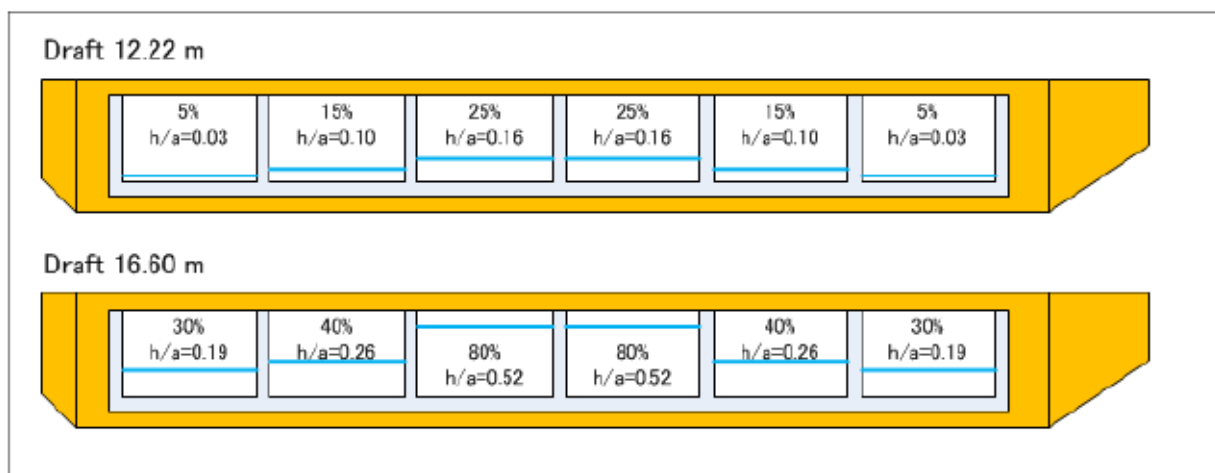 Draft 12.22 m
5% 15% 25% 25% 15% 5%
h/a=0.03 h/a=0.10 h/a=0.16 h/a=0.16 h/a=0.10 h/a=0.03
Draft 16.60 m
30% 40% 40% 30%
h/a=0.19 h/a=0.26 80% 80% h/a=0.26 h/a=0.19
h/a=0.52 h/a=0.52